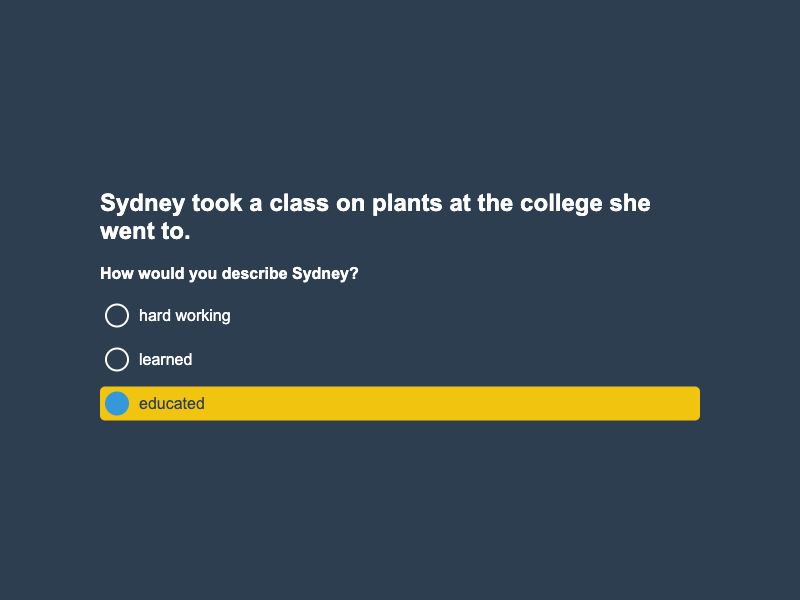 Sydney took a class on plants at the college she
went to.
How would you describe Sydney?
hard working
learned
educated